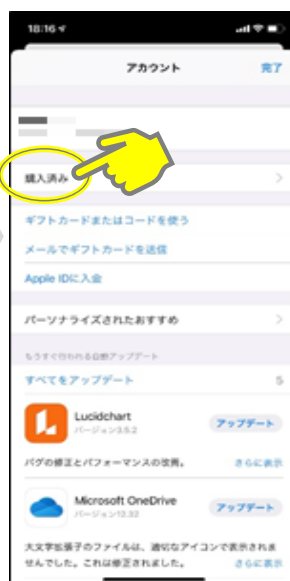 18:16
アカウント
完了
購入済み
ギフトカードまたはコードを使う
メールでギフトカードを送信
Apple IDに入金
パーソナライズされたおすすめ
もうすぐ行われる自動アップデート
すべてをアップデート
5
Lucidchart
バージョン3.5.2
アップデート
バグの修正とパフォーマンスの改善。
さらに表示
Microsoft OneDrive
バージョン12.32
アップデート
大文字拡張子のファイルは、適切なアイコンで表示されま
せんでした。これは修正されました。
さらに表示